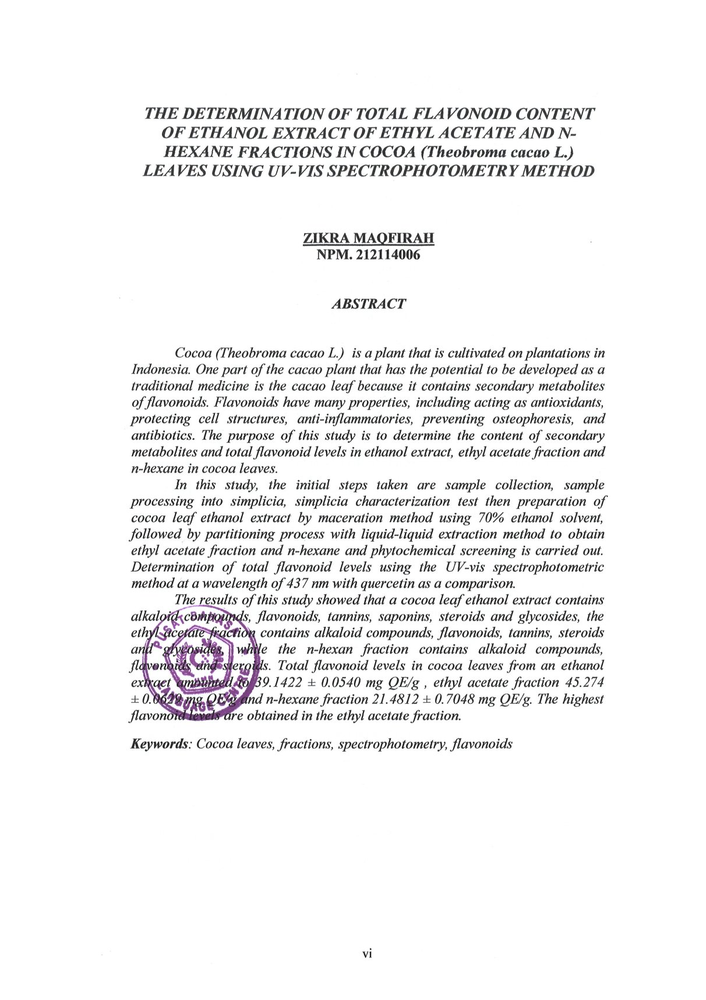 THE DETERMINATION OF TOTAL FLAVONOID CONTENT
OF ETHANOL EXTRACT OF ETHYL ACETATE AND N-
HEXANE FRACTIONS IN COCOA (Theobroma cacao L.)
LEAVES USING UV-VIS SPECTROPHOTOMETRY METHOD
ZIKRA MAQFIRAH
NPM. 212114006
ABSTRACT
Cocoa (Theobroma cacao L.) is a plant that is cultivated on plantations in
Indonesia. One part of the cacao plant that has the potential to be developed as a
traditional medicine is the cacao leaf because it contains secondary metabolites
of flavonoids. Flavonoids have many properties, including acting as antioxidants,
protecting cell structures, anti-inflammatories, preventing osteophoresis, and
antibiotics. The purpose of this study is to determine the content of secondary
metabolites and total flavonoid levels in ethanol extract, ethyl acetate fraction and
n-hexane in cocoa leaves.
In this study, the initial steps taken are sample collection, sample
processing into simplicia, simplicia characterization test then preparation of
cocoa leaf ethanol extract by maceration method using 70% ethanol solvent,
followed by partitioning process with liquid-liquid extraction method to obtain
ethyl acetate fraction and n-hexane and phytochemical screening is carried out.
Determination of total flavonoid levels using the UV-vis spectrophotometric
method at a wavelength of 437 nm with quercetin as a comparison.
The results of this study showed that a cocoa leaf ethanol extract contains
alkaloid compounds, flavonoids, tannins, saponins, steroids and glycosides, the
ethyl acetate fraction contains alkaloid compounds, flavonoids, tannins, steroids
and glycosides, while the n-hexan fraction contains alkaloid compounds,
flavonoids and steroids. Total flavonoid levels in cocoa leaves from an ethanol
extract amounted to 39.1422 ± 0.0540 mg QE/g , ethyl acetate fraction 45.274
± 0.0629 mg QE/g and n-hexane fraction 21.4812 ± 0.7048 mg QE/g. The highest
flavonoid levels are obtained in the ethyl acetate fraction.
PUSAT BAHASA
LANGUAGE CENTRE
Keywords: Cocoa leaves, fractions, spectrophotometry, flavonoids
vi